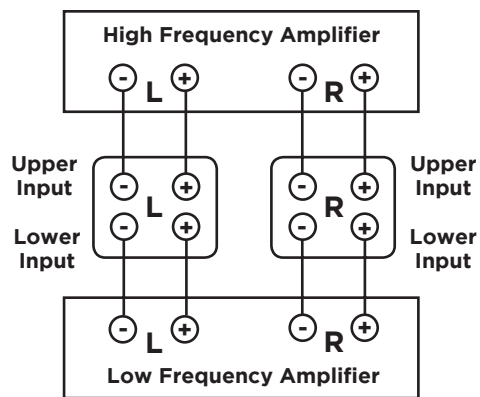 High Frequency Amplifier
- L + - R +
Upper
Input
- L + - R +
Upper
Input
Lower
Input
- + - +
Lower
Input
- L + - R +
Low Frequency Amplifier